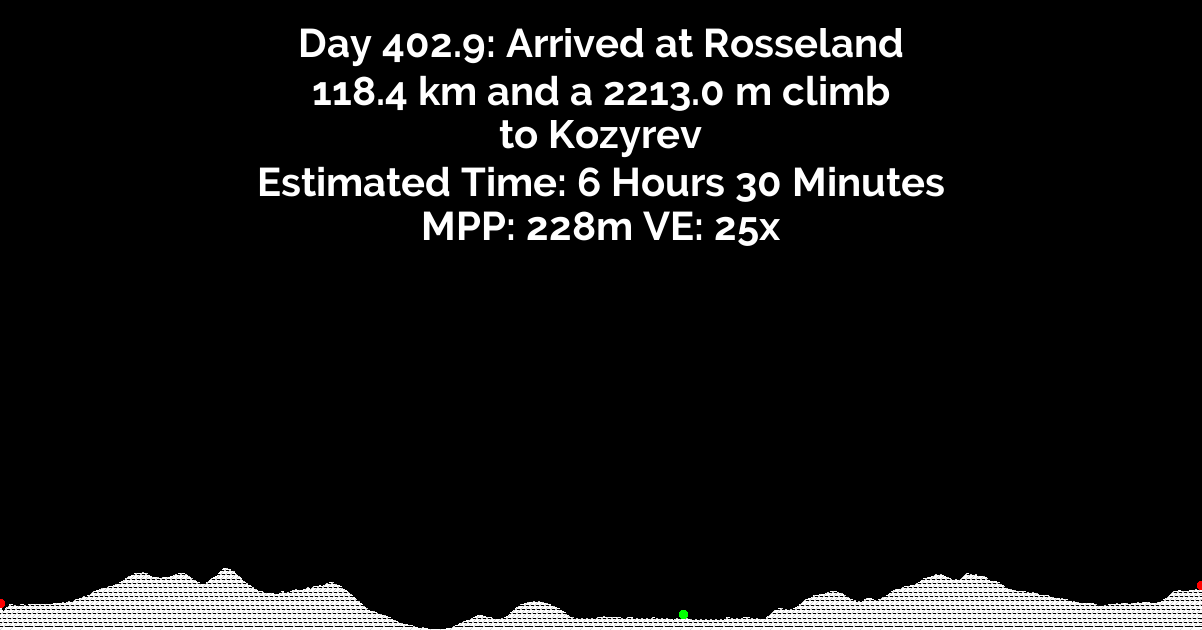 Day 402.9: Arrived at Rosseland
118.4 km and a 2213.0 m climb
to Kozyrev
Estimated Time: 6 Hours 30 Minutes
MPP: 228m VE: 25x